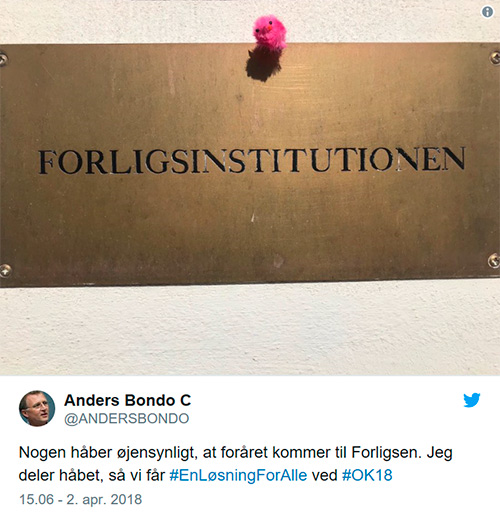 FORLIGSINSTITUTIONEN
Anders Bondo C
@ANDERSBONDO
Nogen håber øjensynligt, at foråret kommer til Forligsen. Jeg
deler håbet, så vi får #EnLøsningForAlle ved #OK18
15.06 - 2. apr. 2018